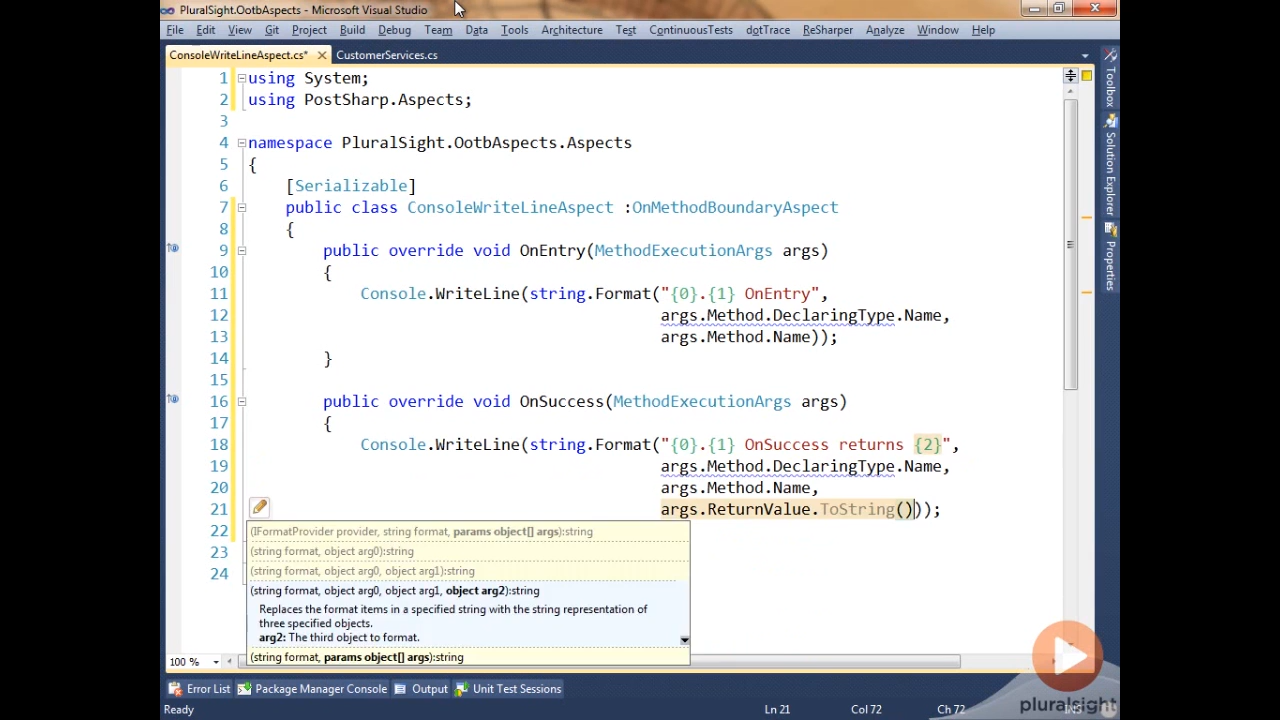 PluralSight.OotbAspects - Microsoft Visual Studio
File Edit View Git Project Build Debug Team Data Tools Architecture Test ContinuousTests dotTrace ReSharper Analyze Window Help
ConsoleWriteLineAspect.cs* CustomerServices.cs
1 using System;
2 using PostSharp.Aspects;
3
4 namespace PluralSight.OotbAspects.Aspects
5 {
6 [Serializable]
7 public class ConsoleWriteLineAspect :OnMethodBoundaryAspect
8 {
9 public override void OnEntry(MethodExecutionArgs args)
10 {
11 Console.WriteLine(string.Format("{0}.{1} OnEntry",
12 args.Method.DeclaringType.Name,
13 args.Method.Name));
14 }
15
16 public override void OnSuccess(MethodExecutionArgs args)
17 {
18 Console.WriteLine(string.Format("{0}.{1} OnSuccess returns {2}",
19 args.Method.DeclaringType.Name,
20 args.Method.Name,
21 args.ReturnValue.ToString()));
22
23
24
(IFormatProvider provider, string format, params object[] args):string
(string format, object arg0):string
(string format, object arg0, object arg1):string
(string format, object arg0, object arg1, object arg2):string
Replaces the format items in a specified string with the string representation of
three specified objects.
arg2: The third object to format.
(string format, params object[] args):string
Toolbox
Solution Explorer
Properties
100 %
Error List Package Manager Console Output Unit Test Sessions
Ready Ln 21 Col 72 Ch 72 INS
pluralsight